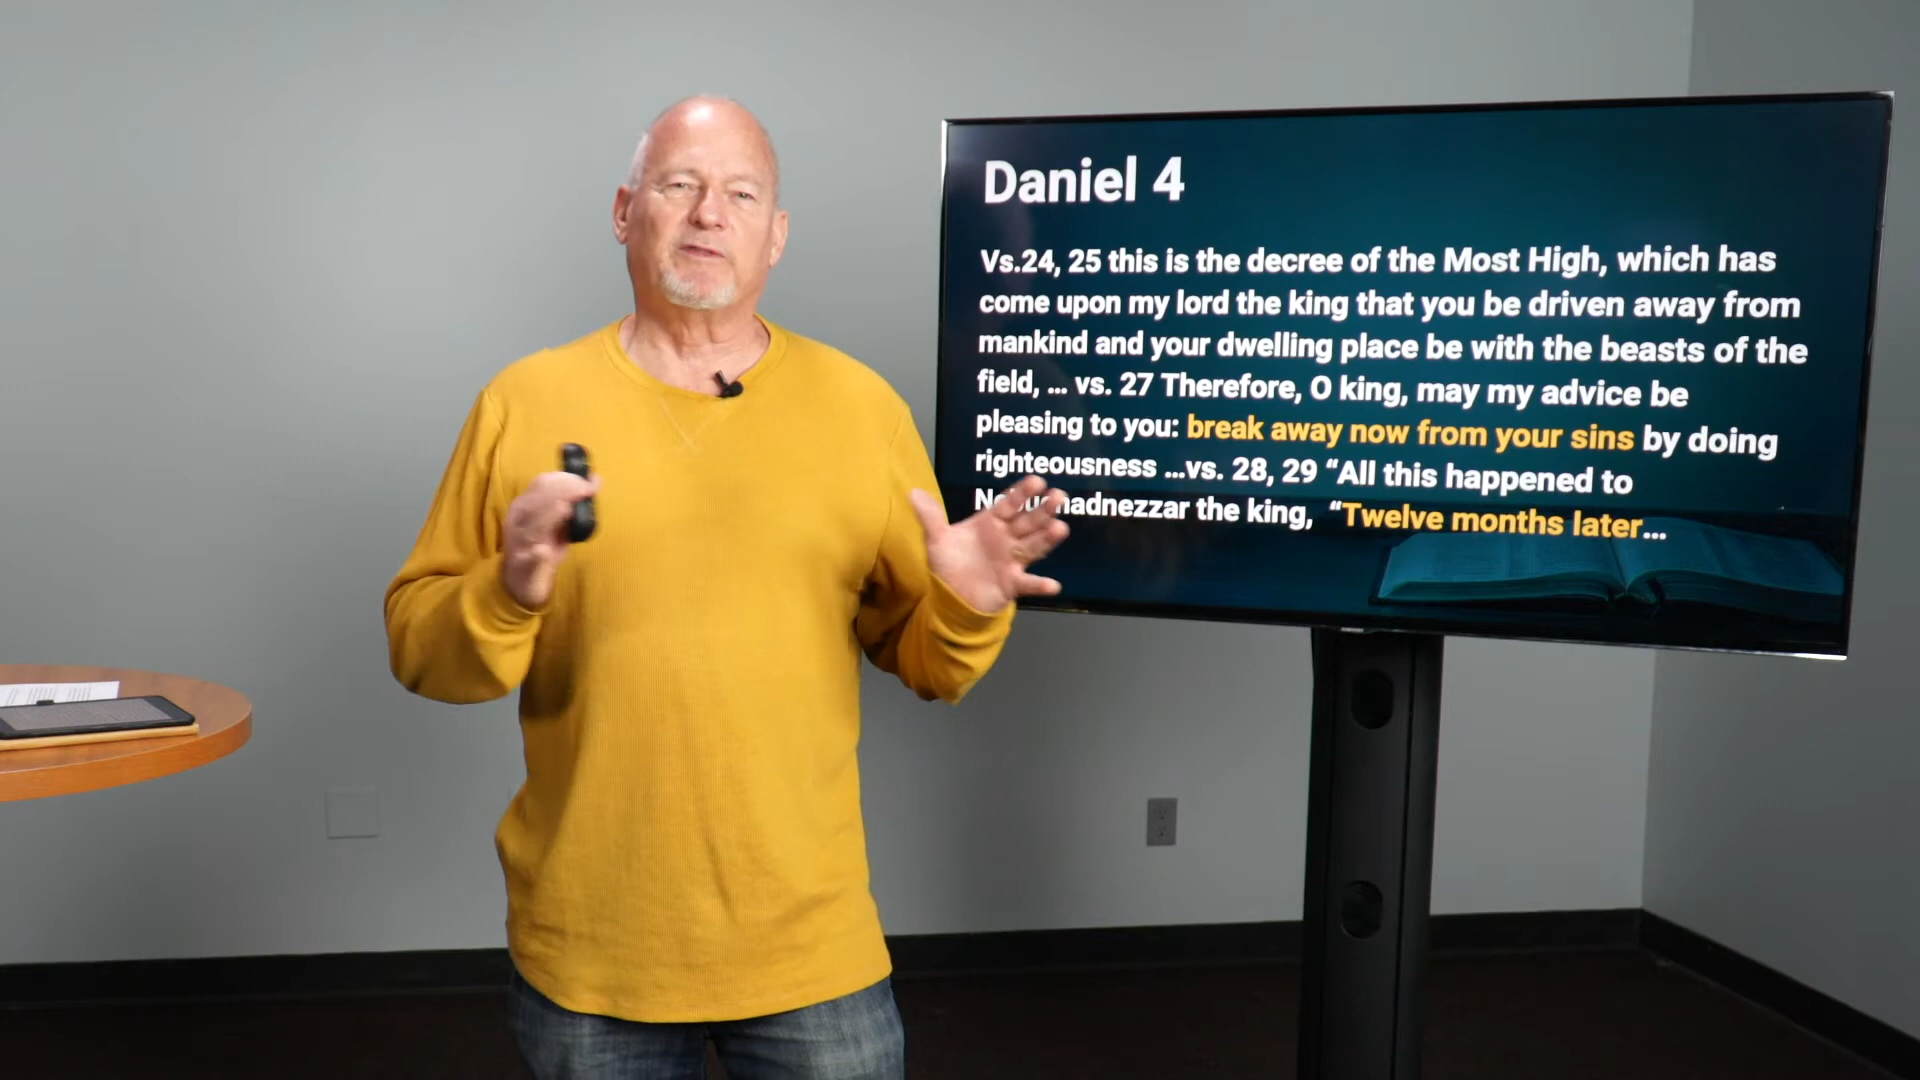 Daniel 4
Vs.24, 25 this is the decree of the Most High, which has
come upon my lord the king that you be driven away from
mankind and your dwelling place be with the beasts of the
field, ... vs. 27 Therefore, O king, may my advice be
pleasing to you: break away now from your sins by doing
righteousness ...vs. 28, 29 “All this happened to
the king, “Twelve months later...